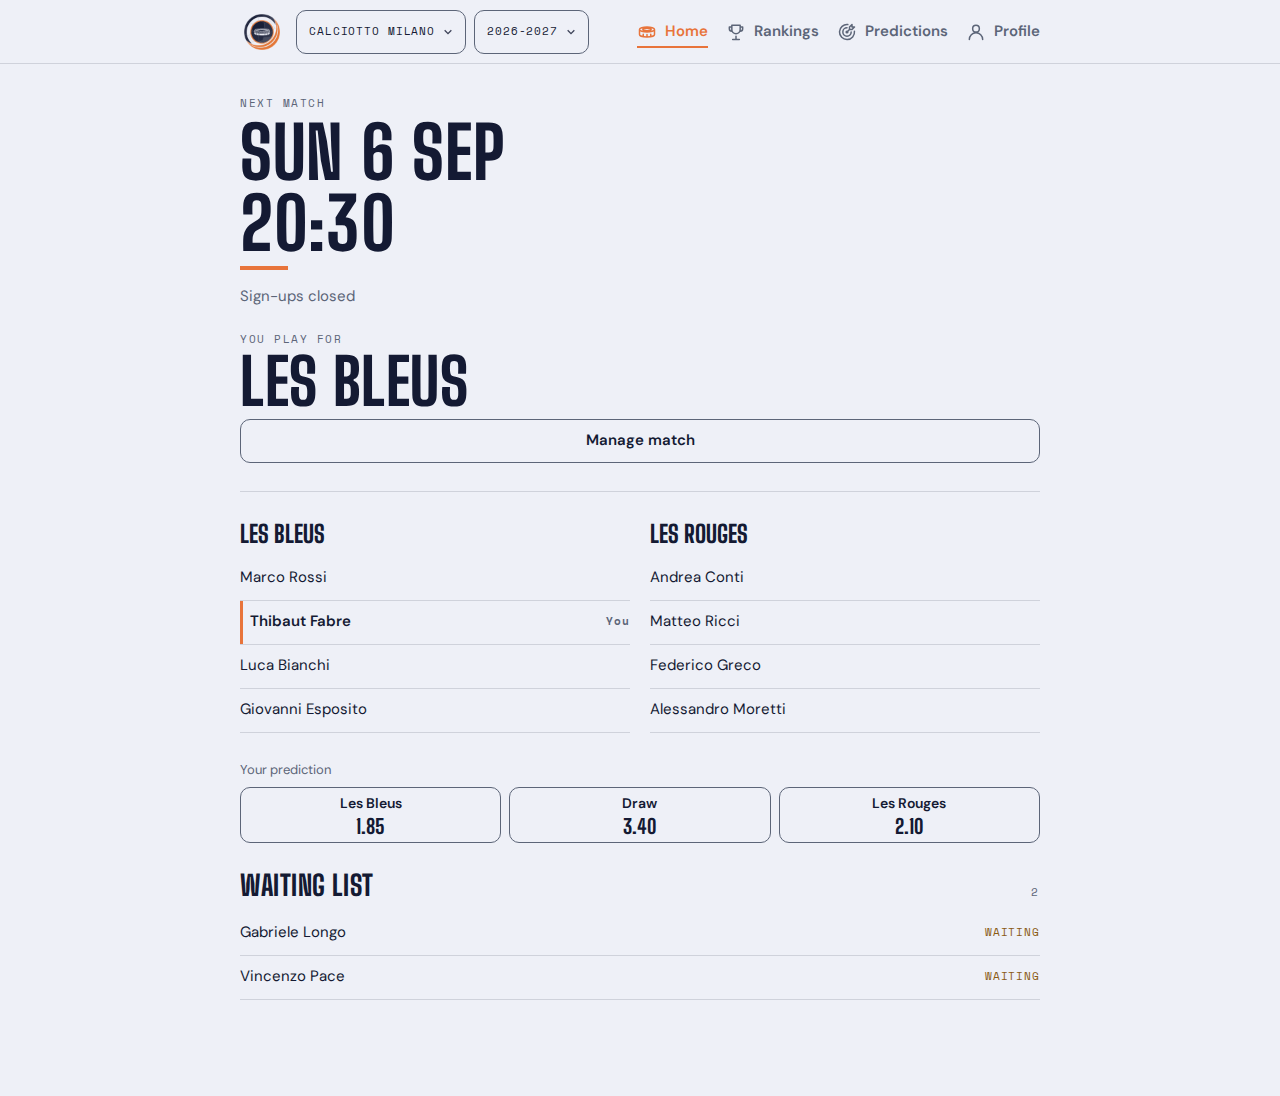 CALCIOTTO MILANO
2026-2027
Home
Rankings
Predictions
Profile
NEXT MATCH
SUN 6 SEP
20:30
Sign-ups closed
YOU PLAY FOR
LES BLEUS
Manage match
LES BLEUS
Marco Rossi
Thibaut Fabre You
Luca Bianchi
Giovanni Esposito
LES ROUGES
Andrea Conti
Matteo Ricci
Federico Greco
Alessandro Moretti
Your prediction
Les Bleus
1.85
Draw
3.40
Les Rouges
2.10
WAITING LIST 2
Gabriele Longo WAITING
Vincenzo Pace WAITING